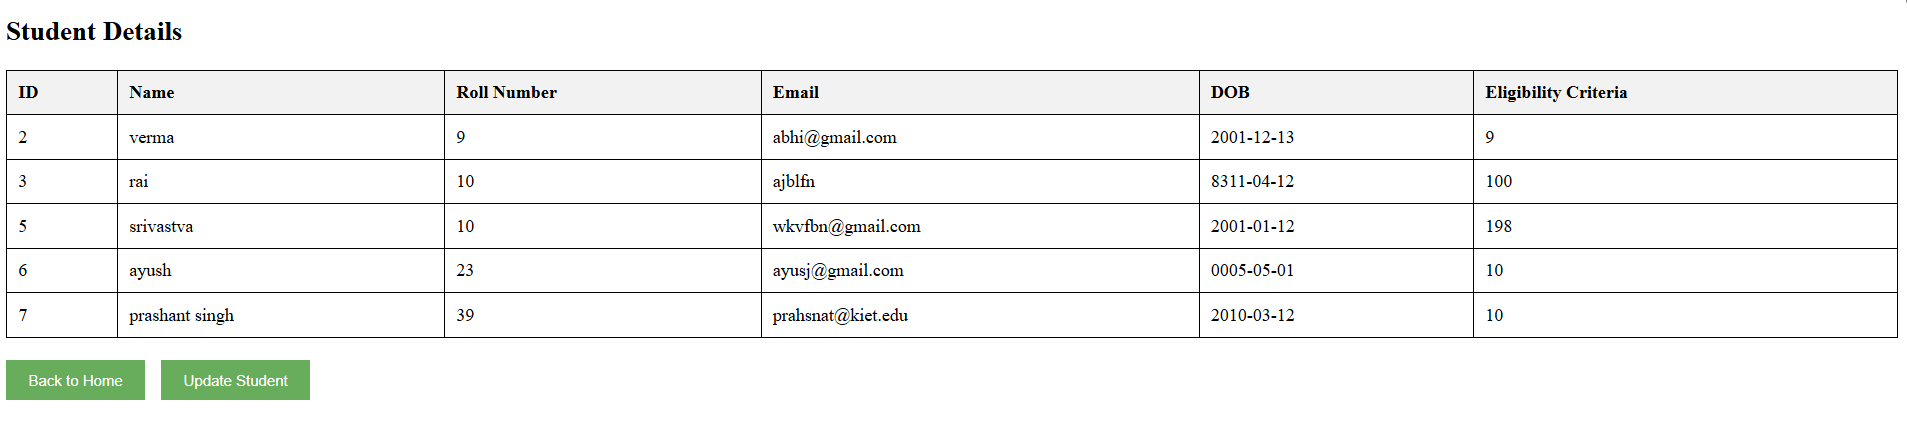 Student Details
ID Name Roll Number Email DOB Eligibility Criteria
2 verma 9 abhi@gmail.com 2001-12-13 9
3 rai 10 ajblfn 8311-04-12 100
5 srivastva 10 wkvfbn@gmail.com 2001-01-12 198
6 ayush 23 ayusj@gmail.com 0005-05-01 10
7 prashant singh 39 prahsnat@kiet.edu 2010-03-12 10
Back to Home Update Student